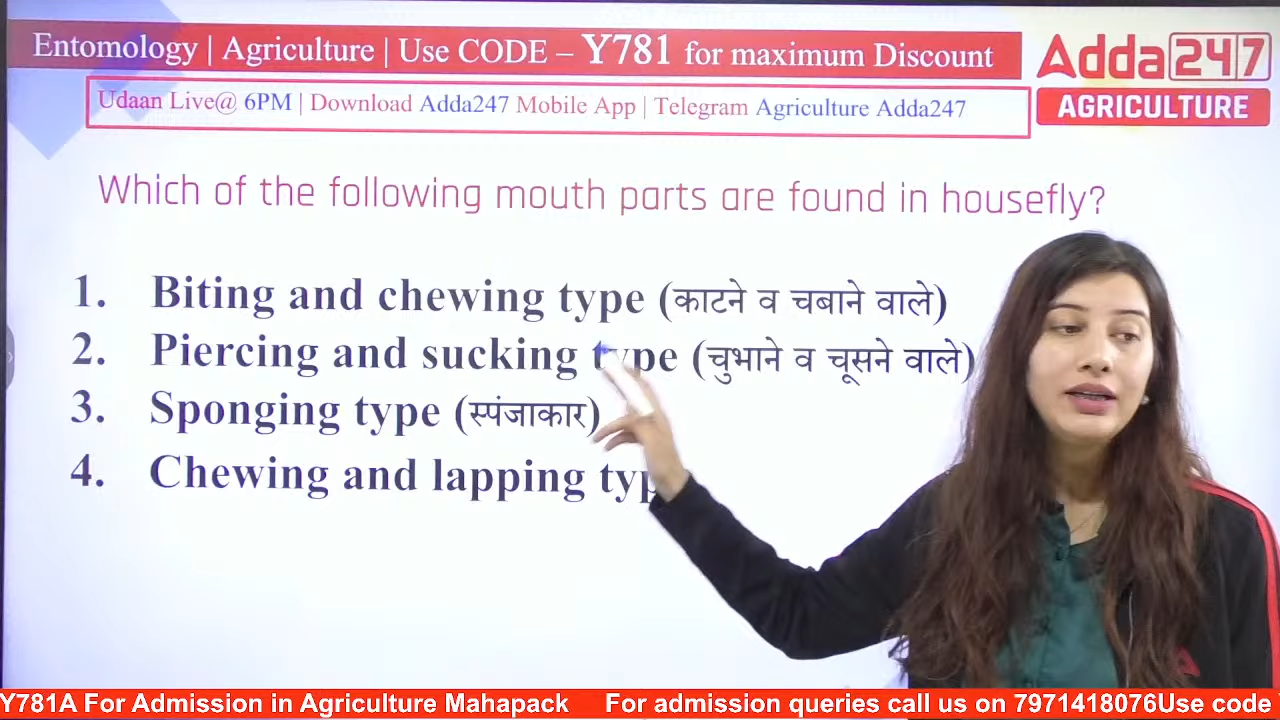 Entomology | Agriculture | Use CODE – Y781 for maximum Discount
Adda247
AGRICULTURE
Udaan Live@ 6PM | Download Adda247 Mobile App | Telegram Agriculture Adda247
Which of the following mouth parts are found in housefly?
1. Biting and chewing type (काटने व चबाने वाले)
2. Piercing and sucking type (चुभाने व चूसने वाले)
3. Sponging type (स्पंजाकार)
4. Chewing and lapping typ
Y781A For Admission in Agriculture Mahapack For admission queries call us on 7971418076Use code